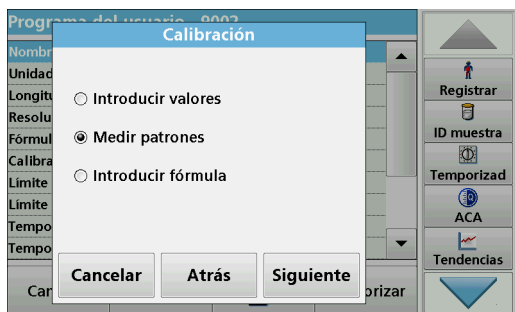 Programa del usuario 9002
Calibración
Nombr
Unidad
Longitu
Resolu
Fórmul
Calibra
Límite
Límite
Tempo
Tempo
Introducir valores
Medir patrones
Introducir fórmula
Cancelar
Atrás
Siguiente
Can
orizar
Registrar
ID muestra
Temporizad
ACA
Tendencias